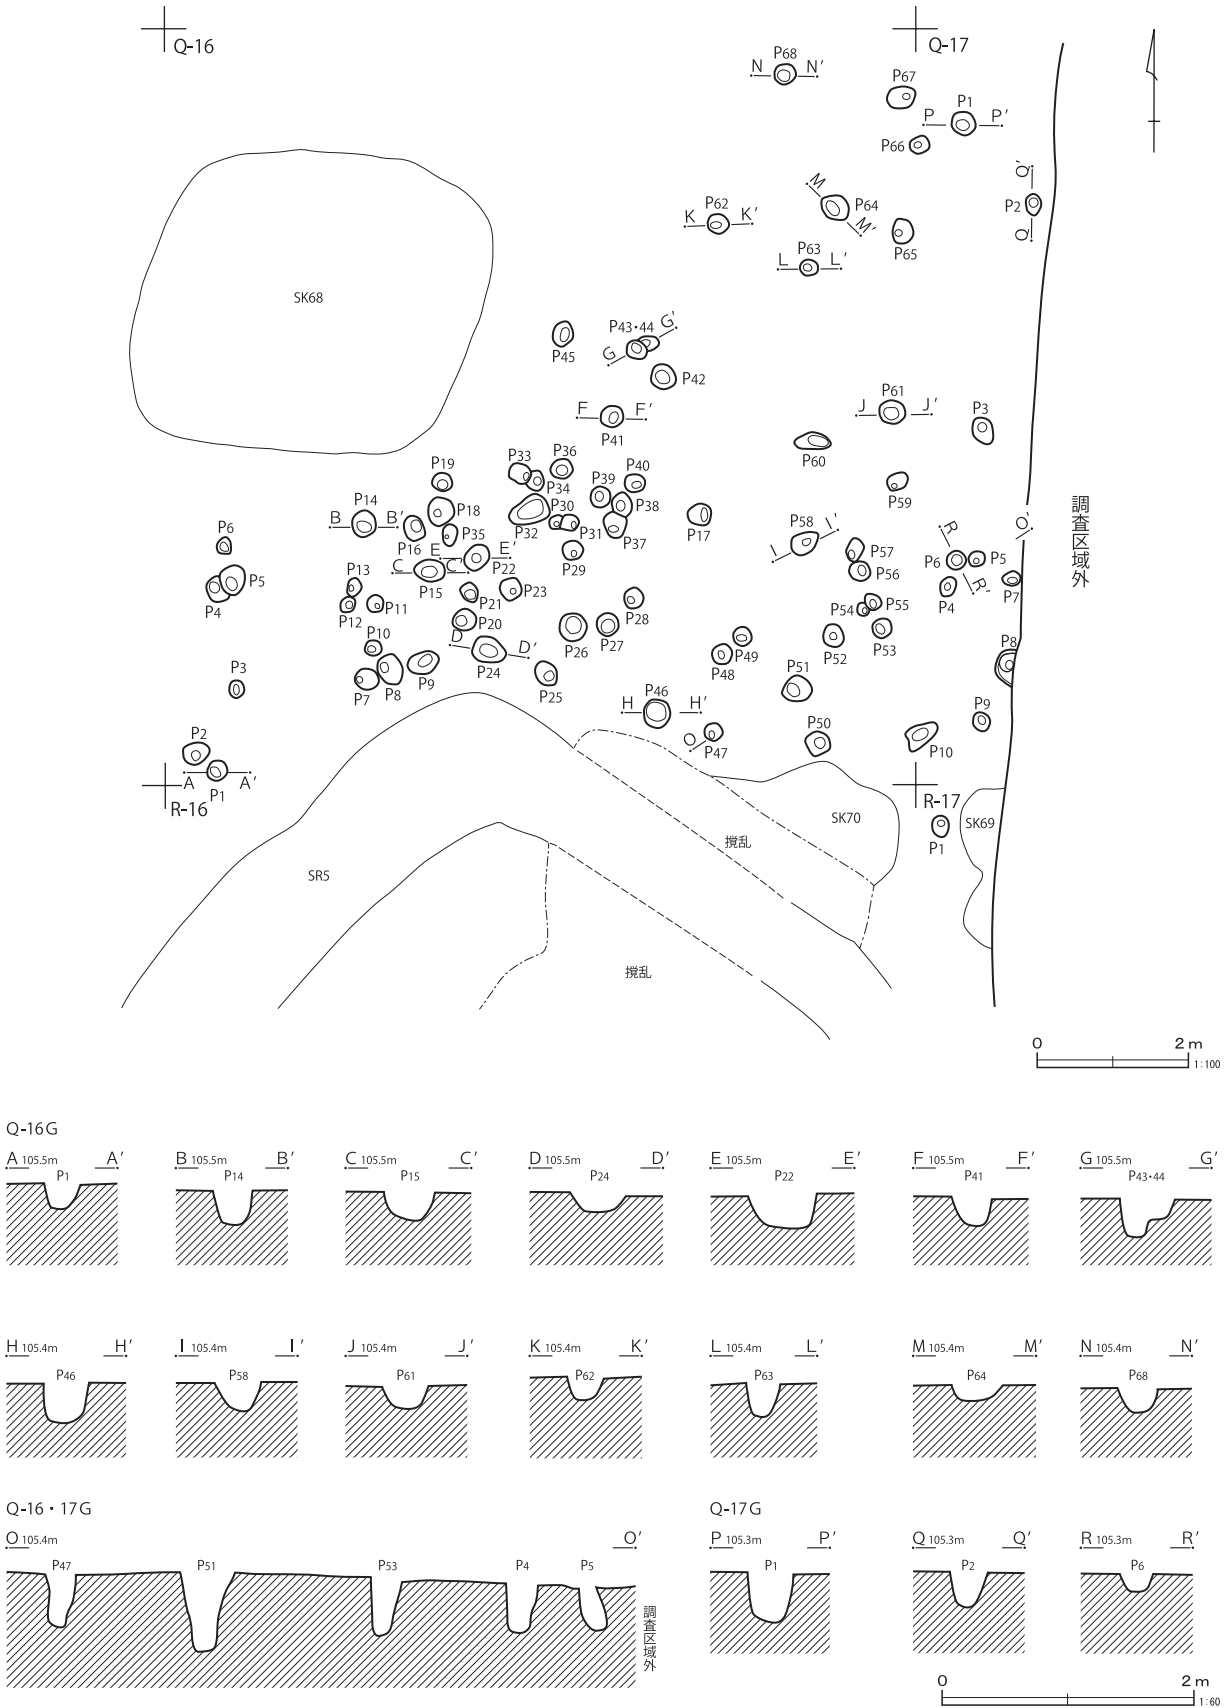 Q-16
Q-17
N P68 N′
P67
P P1 P′
P66
Q′
P2
Q
M P64 M′
K P62 K′
P65
L P63 L′
SK68
P43・44
G G′
P45
P42
F P41 F′
J P61 J′
P3
P60
P59
P36
P33
P34
P19
P39
P40
P38
P14
B B′
P18
P16
P35
P32
P30
P31
P37
P17
P58
I I′
P57
P56
R
P6
R′
P5
P4
O′
P7
調査区域外
P6
P5
P4
E P22 E′
C P15 C′
P29
P13
P12
P11
P21
P23
P28
P20
P26
P27
P54
P55
P53
P52
P49
P48
P10
D P24 D′
P9
P8
P7
P25
P3
P51
P8
P9
H P46 H′
O
P47
P50
P10
P2
A P1 A′
R-16
R-17
SK70
SK69
P1
撹乱
SR5
撹乱
0 2 m
1:100
Q-16G
A 105.5m A′ B 105.5m B′ C 105.5m C′ D 105.5m D′ E 105.5m E′ F 105.5m F′ G 105.5m G′
P1 P14 P15 P24 P22 P41 P43・44
H 105.4m H′ I 105.4m I′ J 105.4m J′ K 105.4m K′ L 105.4m L′ M 105.4m M′ N 105.4m N′
P46 P58 P61 P62 P63 P64 P68
Q-16・17G Q-17G
O 105.4m O′ P 105.3m P′ Q 105.3m Q′ R 105.3m R′
P47 P51 P53 P4 P5 P1 P2 P6
調査区域外
0 2 m
1:60